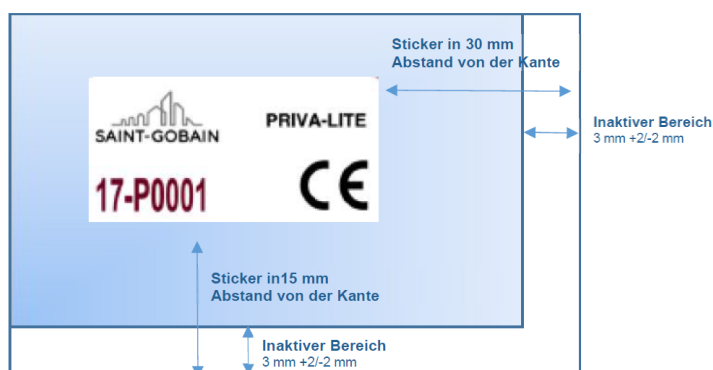 Sticker in 30 mm
Abstand von der Kante
SAINT-GOBAIN
PRIVA-LITE
17-P0001
CE
Inaktiver Bereich
3 mm +2/-2 mm
Sticker in15 mm
Abstand von der Kante
Inaktiver Bereich
3 mm +2/-2 mm